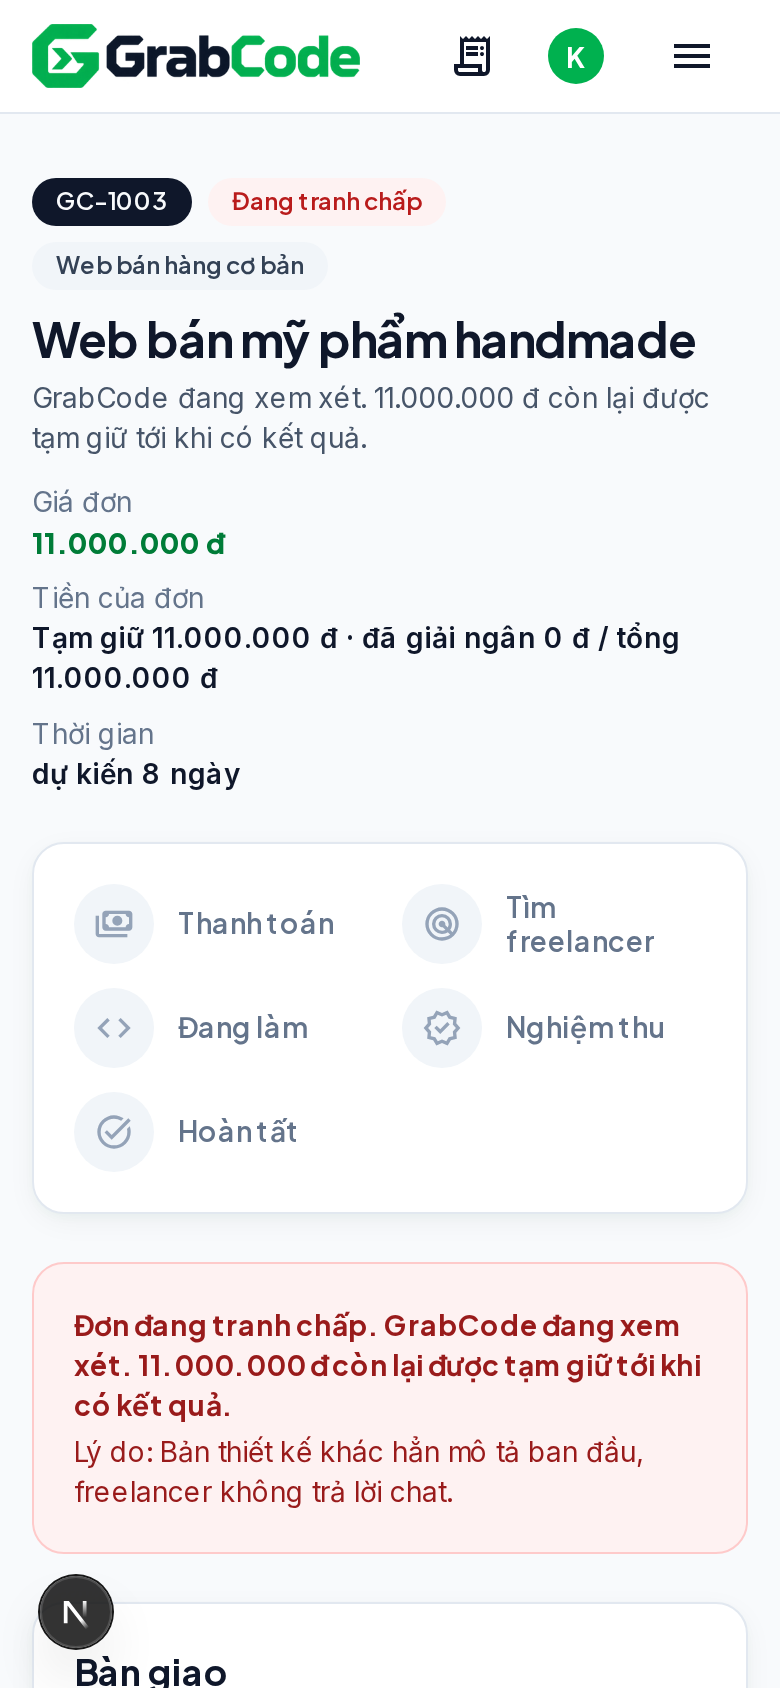 GrabCode
K
GC-1003
Đang tranh chấp
Web bán hàng cơ bản
Web bán mỹ phẩm handmade
GrabCode đang xem xét. 11.000.000 đ còn lại được
tạm giữ tới khi có kết quả.
Giá đơn
11.000.000 đ
Tiền của đơn
Tạm giữ 11.000.000 đ · đã giải ngân 0 đ / tổng
11.000.000 đ
Thời gian
dự kiến 8 ngày
Thanh toán
Tìm
freelancer
Đang làm
Nghiệm thu
Hoàn tất
Đơn đang tranh chấp. GrabCode đang xem
xét. 11.000.000 đ còn lại được tạm giữ tới khi
có kết quả.
Lý do: Bản thiết kế khác hẳn mô tả ban đầu,
freelancer không trả lời chat.
N
Bàn giao